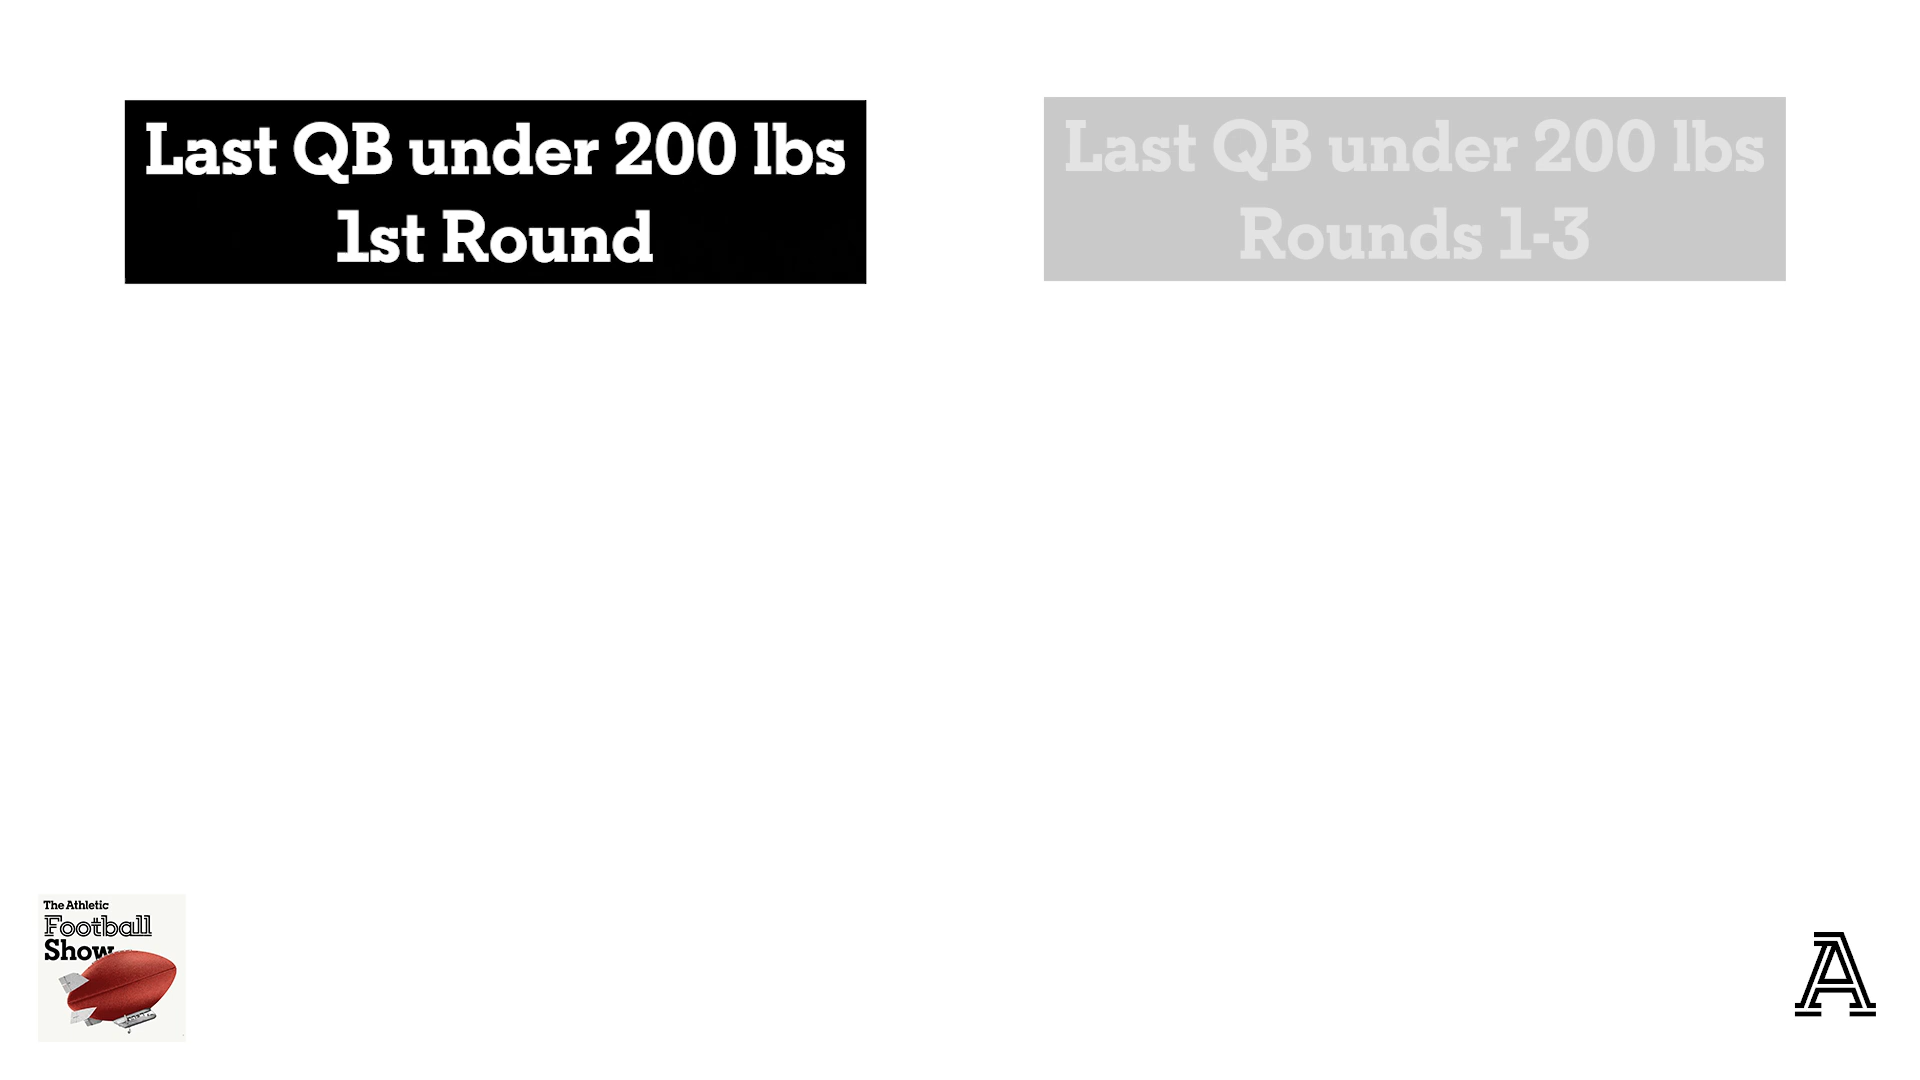 Last QB under 200 lbs
1st Round
Last QB under 200 lbs
Rounds 1-3
The Athletic
Football
Show
A